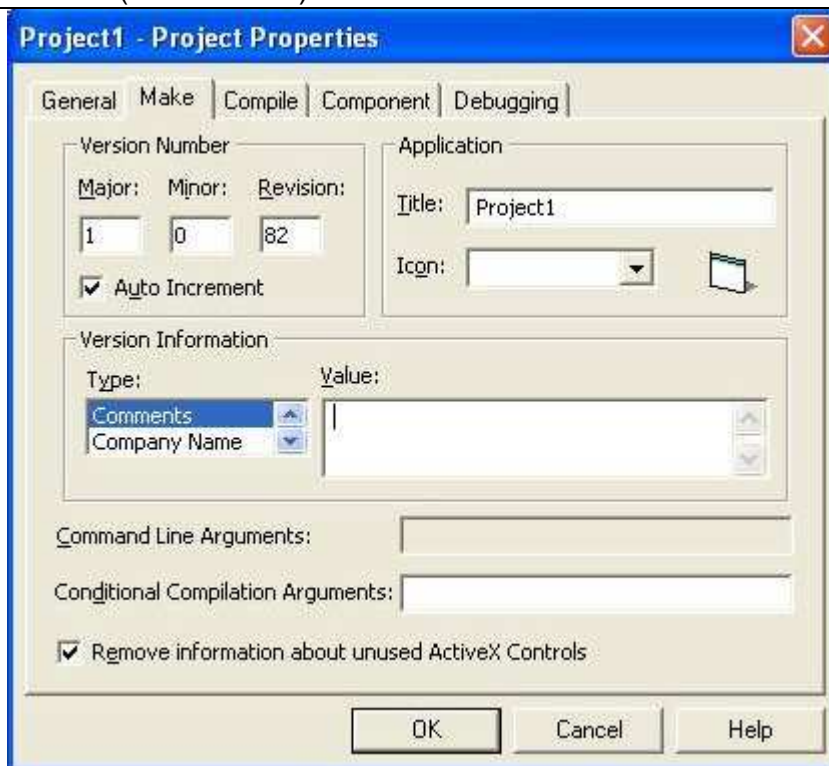 Project1 - Project Properties
General Make Compile Component Debugging
Version Number
Major: Minor: Revision:
1 0 82
Auto Increment
Application
Title: Project1
Icon:
Version Information
Type: Value:
Comments
Company Name
Command Line Arguments:
Conditional Compilation Arguments:
Remove information about unused ActiveX Controls
OK Cancel Help